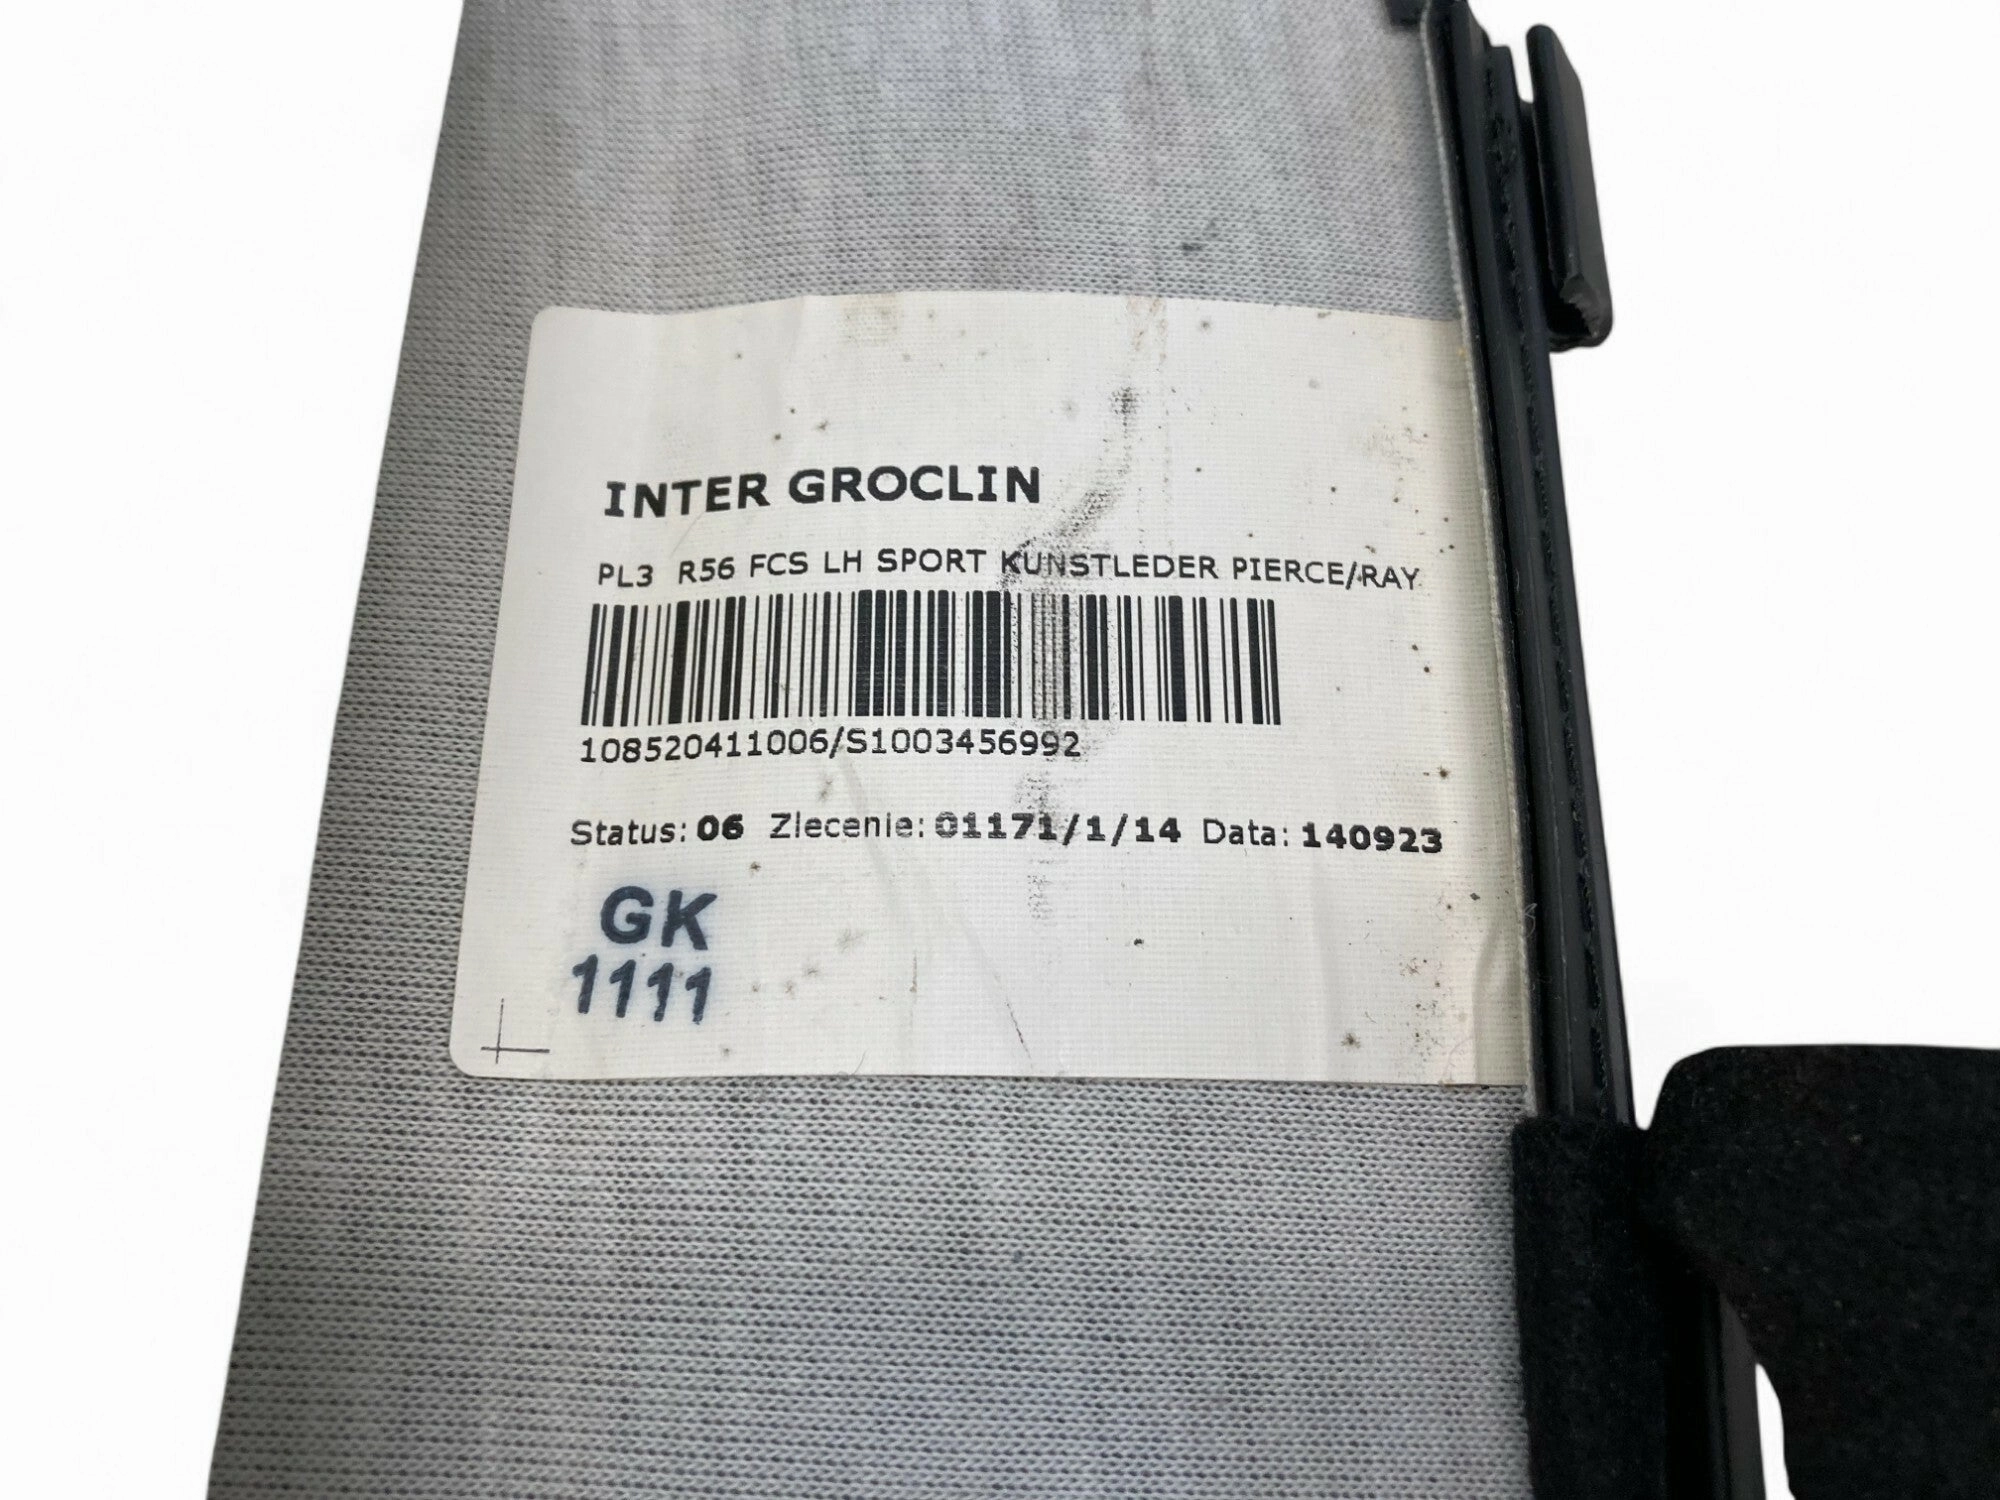 INTER GROCLIN
PL3 R56 FCS LH SPORT KUNSTLEDER PIERCE/RAY
108520411006/S1003456992
Status: 06 Zlecenie: 01171/1/14 Data: 140923
GK
1111